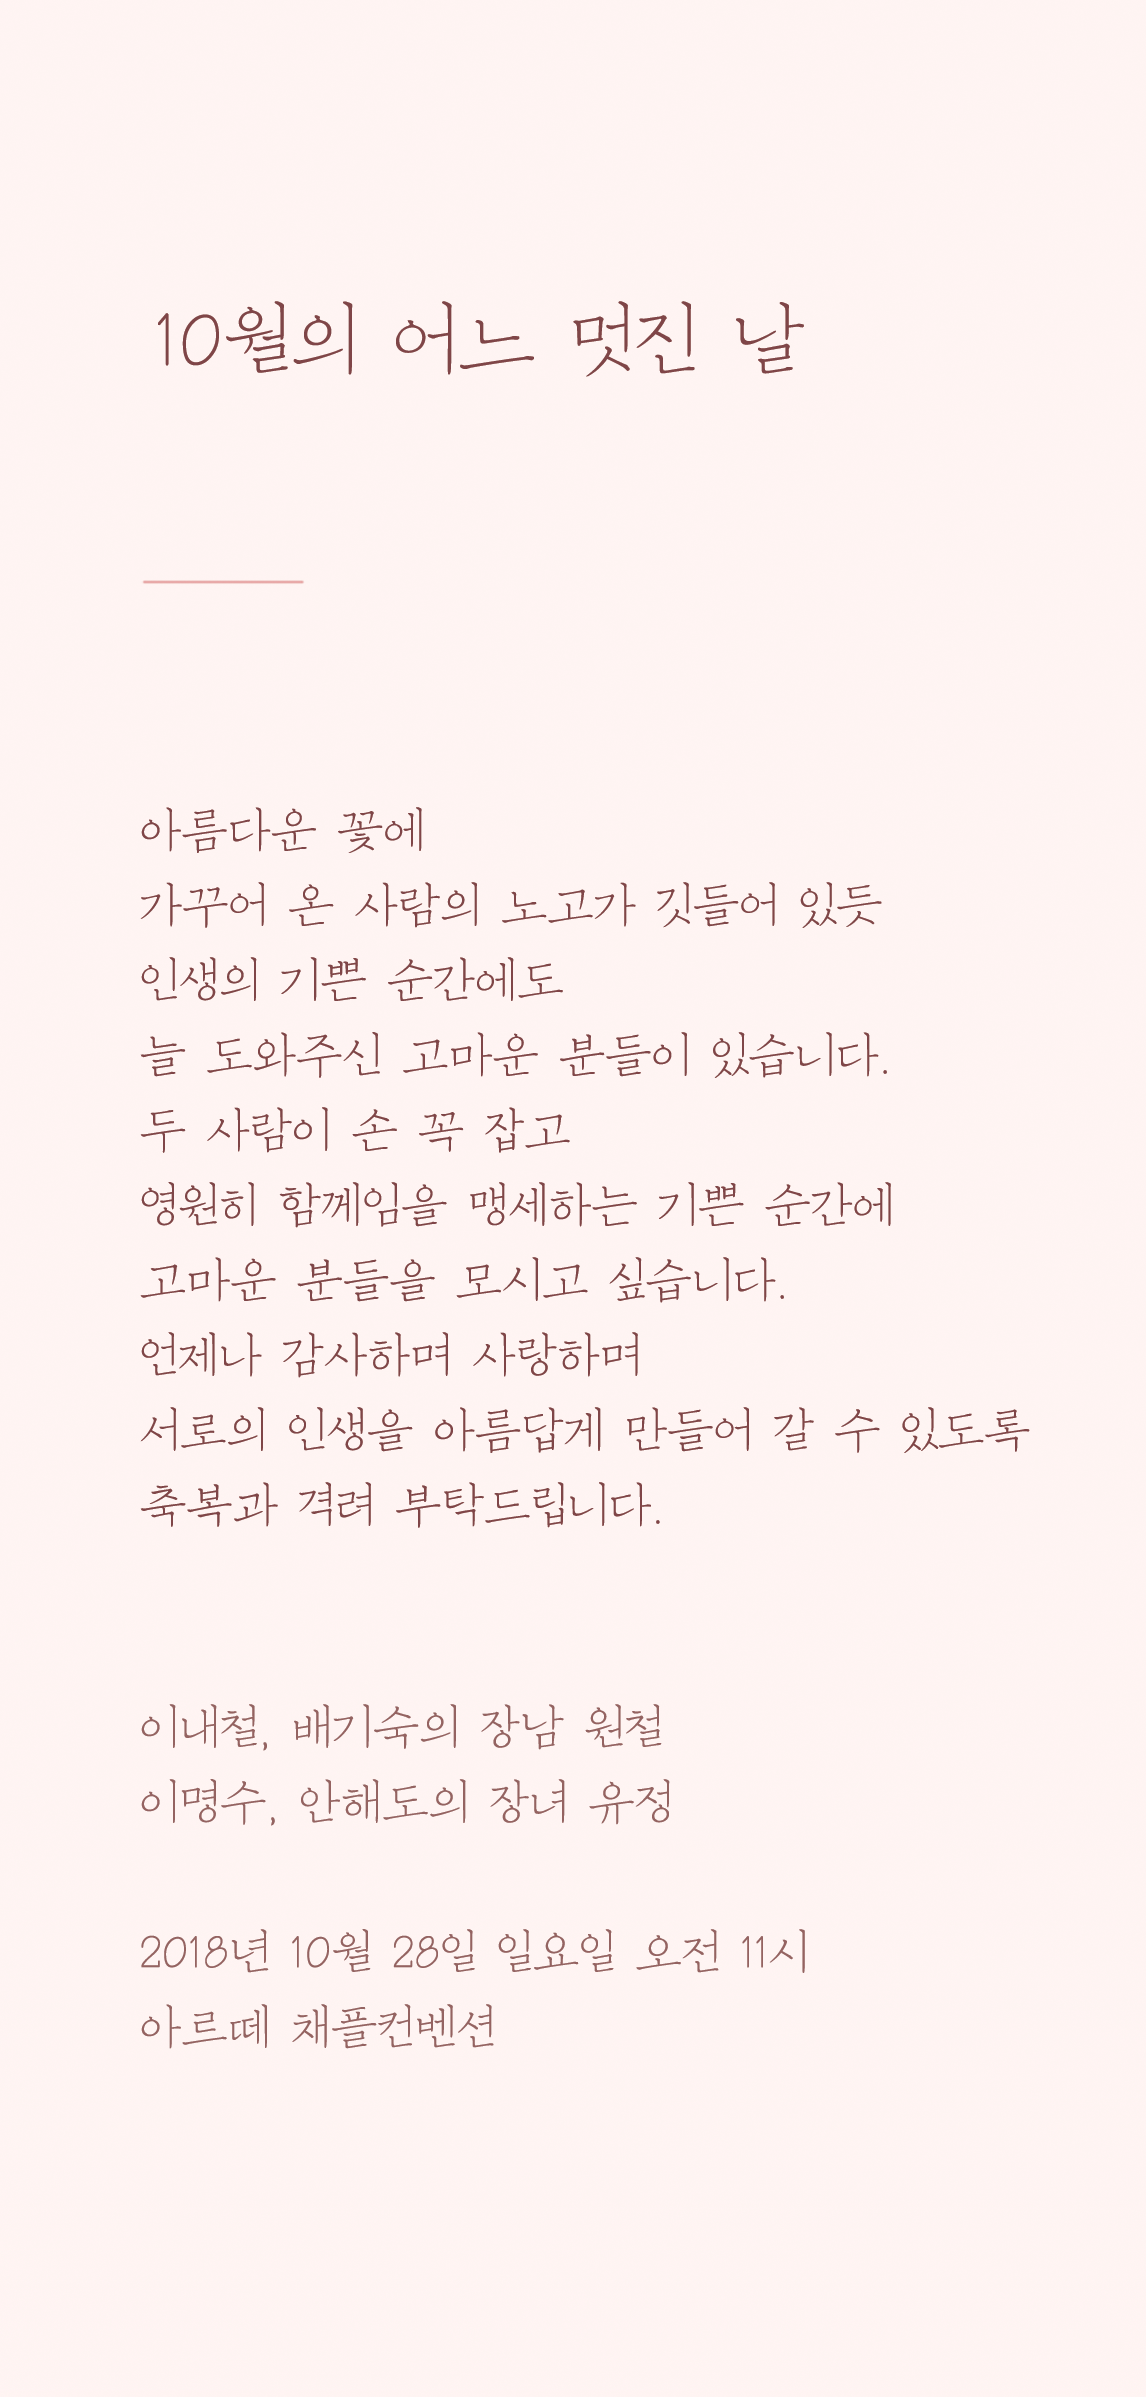 10월의 어느 멋진 날
아름다운 꽃에
가꾸어 온 사람의 노고가 깃들어 있듯
인생의 기쁜 순간에도
늘 도와주신 고마운 분들이 있습니다.
두 사람이 손 꼭 잡고
영원히 함께임을 맹세하는 기쁜 순간에
고마운 분들을 모시고 싶습니다.
언제나 감사하며 사랑하며
서로의 인생을 아름답게 만들어 갈 수 있도록
축복과 격려 부탁드립니다.
이내철, 배기숙의 장남 원철
이명수, 안해도의 장녀 유정
2018년 10월 28일 일요일 오전 11시
아르떼 채플컨벤션